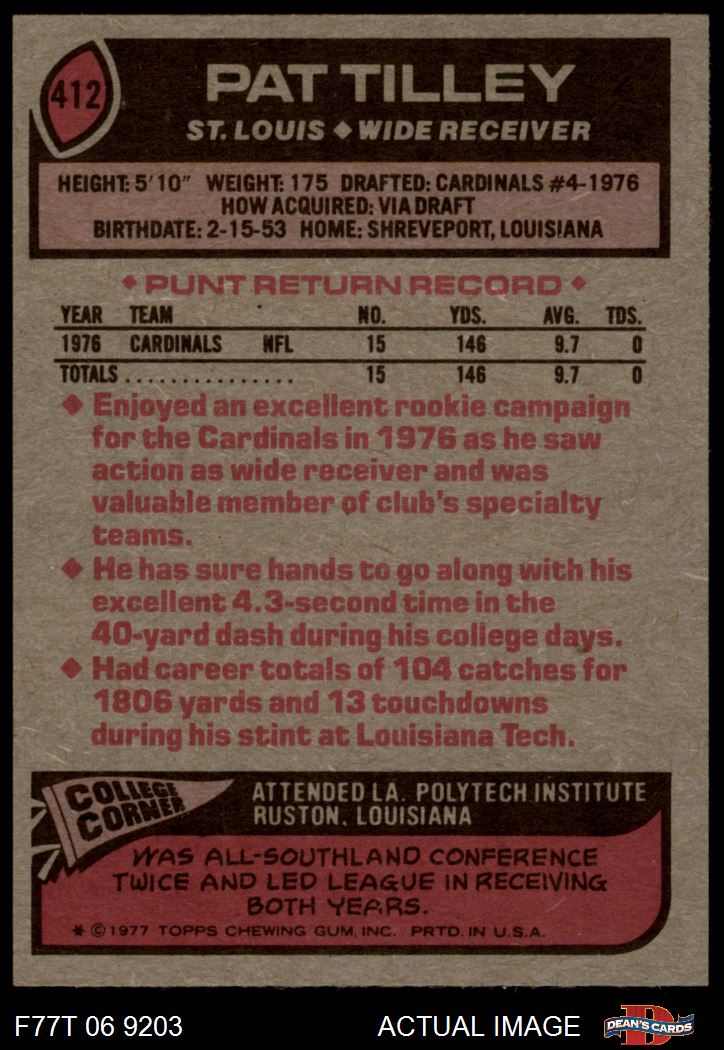 412
PAT TILLEY
ST. LOUIS ◆ WIDE RECEIVER
HEIGHT: 5'10" WEIGHT: 175 DRAFTED: CARDINALS #4-1976
HOW ACQUIRED: VIA DRAFT
BIRTHDATE: 2-15-53 HOME: SHREVEPORT, LOUISIANA
◆ PUNT RETURN RECORD ◆
YEAR TEAM NO. YDS. AVG. TDS.
1976 CARDINALS NFL 15 146 9.7 0
TOTALS . . . . . . . . . . . . . . . 15 146 9.7 0
◆ Enjoyed an excellent rookie campaign
for the Cardinals in 1976 as he saw
action as wide receiver and was
valuable member of club's specialty
teams.
◆ He has sure hands to go along with his
excellent 4.3-second time in the
40-yard dash during his college days.
◆ Had career totals of 104 catches for
1806 yards and 13 touchdowns
during his stint at Louisiana Tech.
COLLEGE
CORNER
ATTENDED LA. POLYTECH INSTITUTE
RUSTON, LOUISIANA
WAS ALL-SOUTHLAND CONFERENCE
TWICE AND LED LEAGUE IN RECEIVING
BOTH YEARS.
* © 1977 TOPPS CHEWING GUM, INC. PRTD. IN U.S.A.
F77T 06 9203 ACTUAL IMAGE
D
DEAN'S CARDS